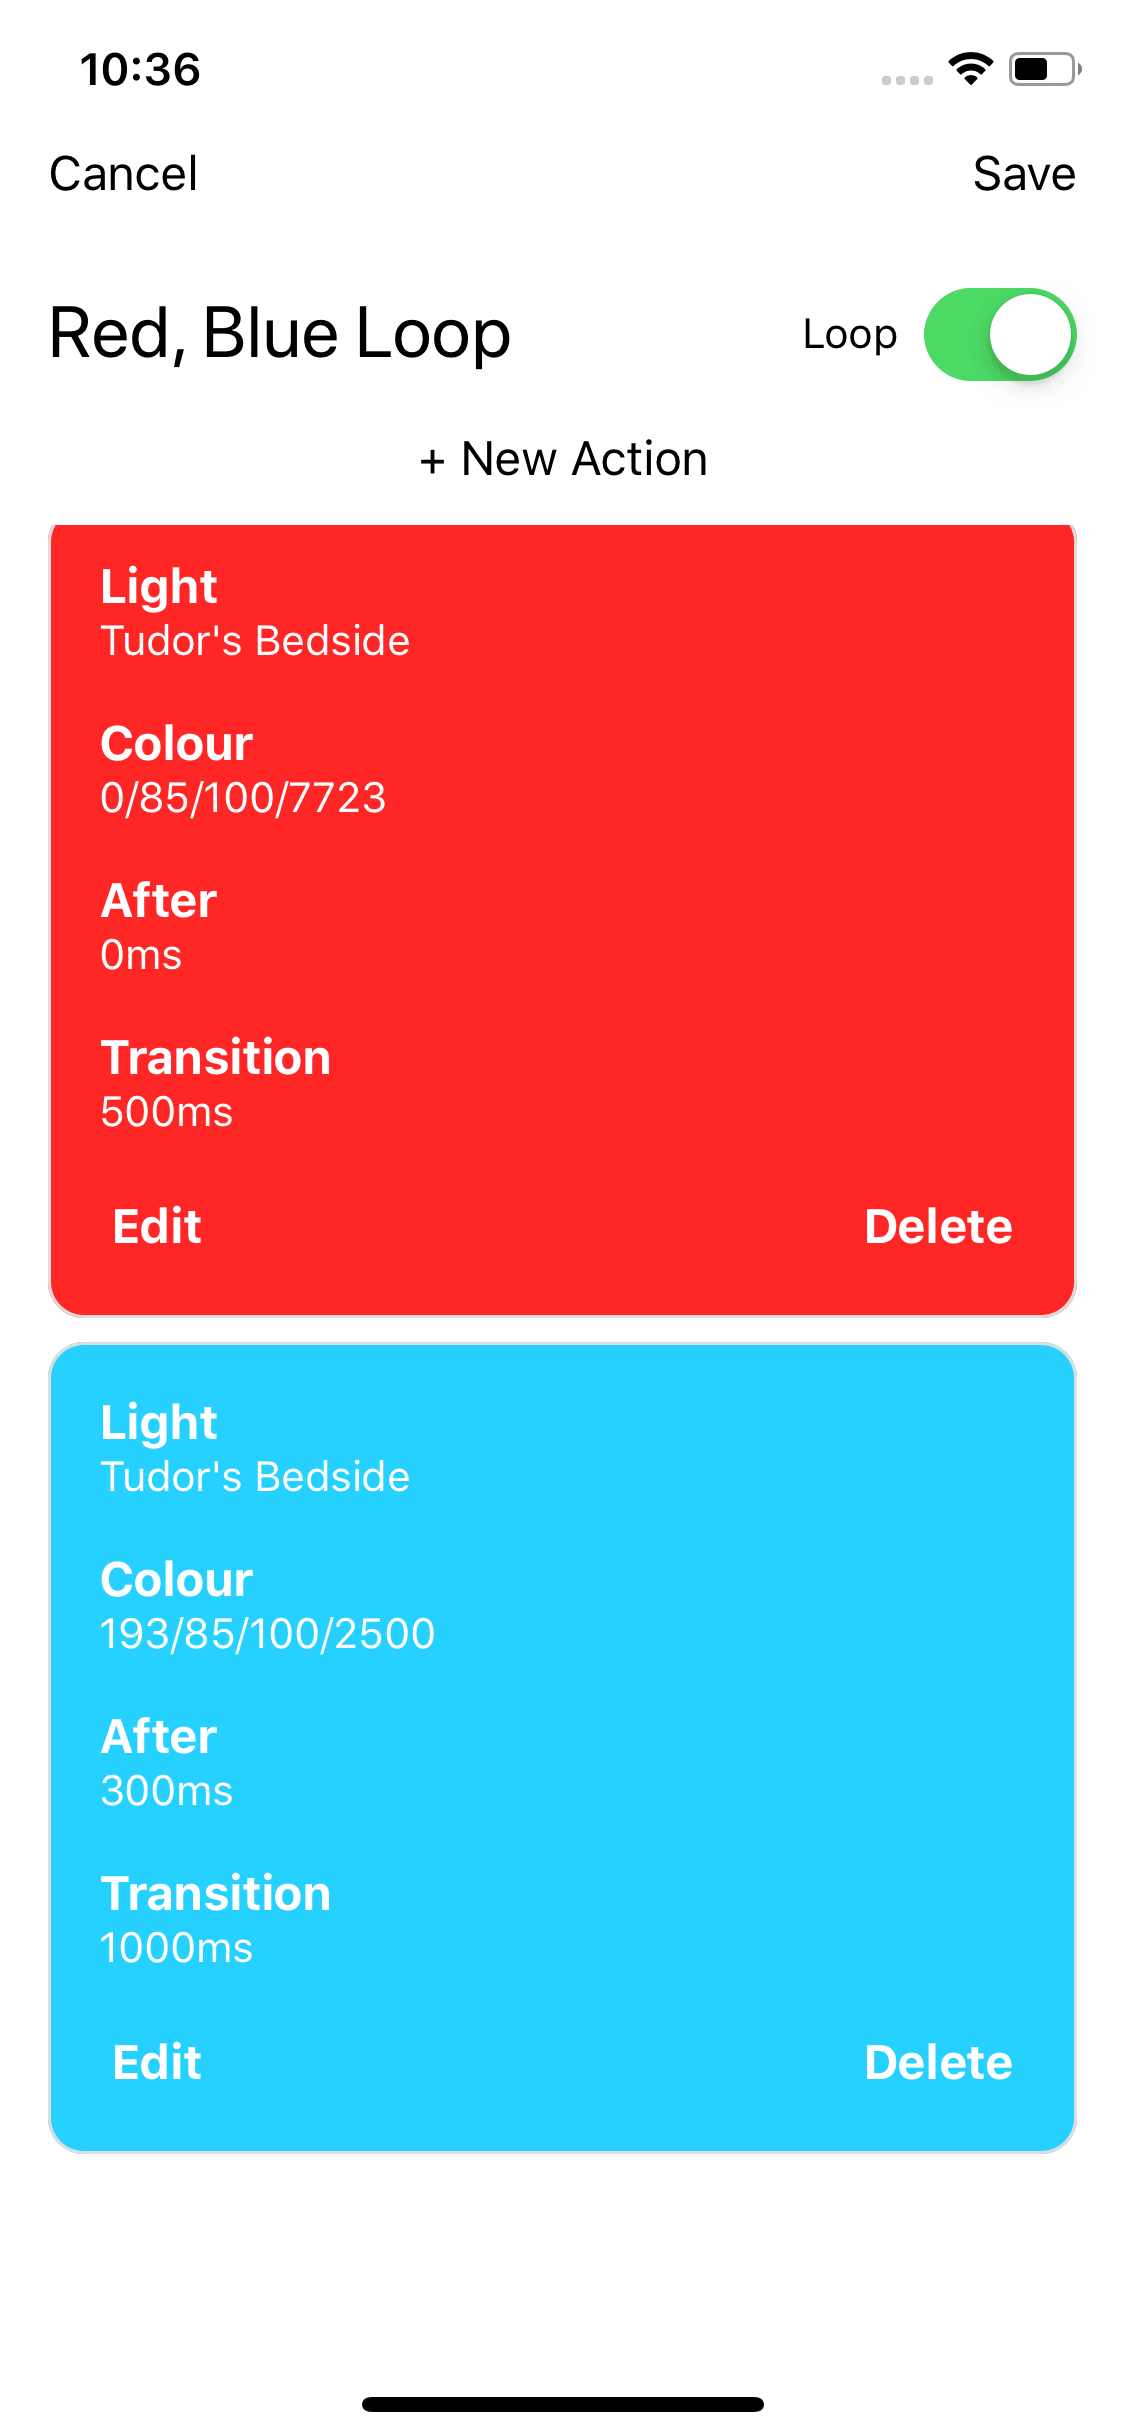 10:36
Cancel
Save
Red, Blue Loop
Loop
+ New Action
Light
Tudor's Bedside
Colour
0/85/100/7723
After
0ms
Transition
500ms
Edit
Delete
Light
Tudor's Bedside
Colour
193/85/100/2500
After
300ms
Transition
1000ms
Edit
Delete